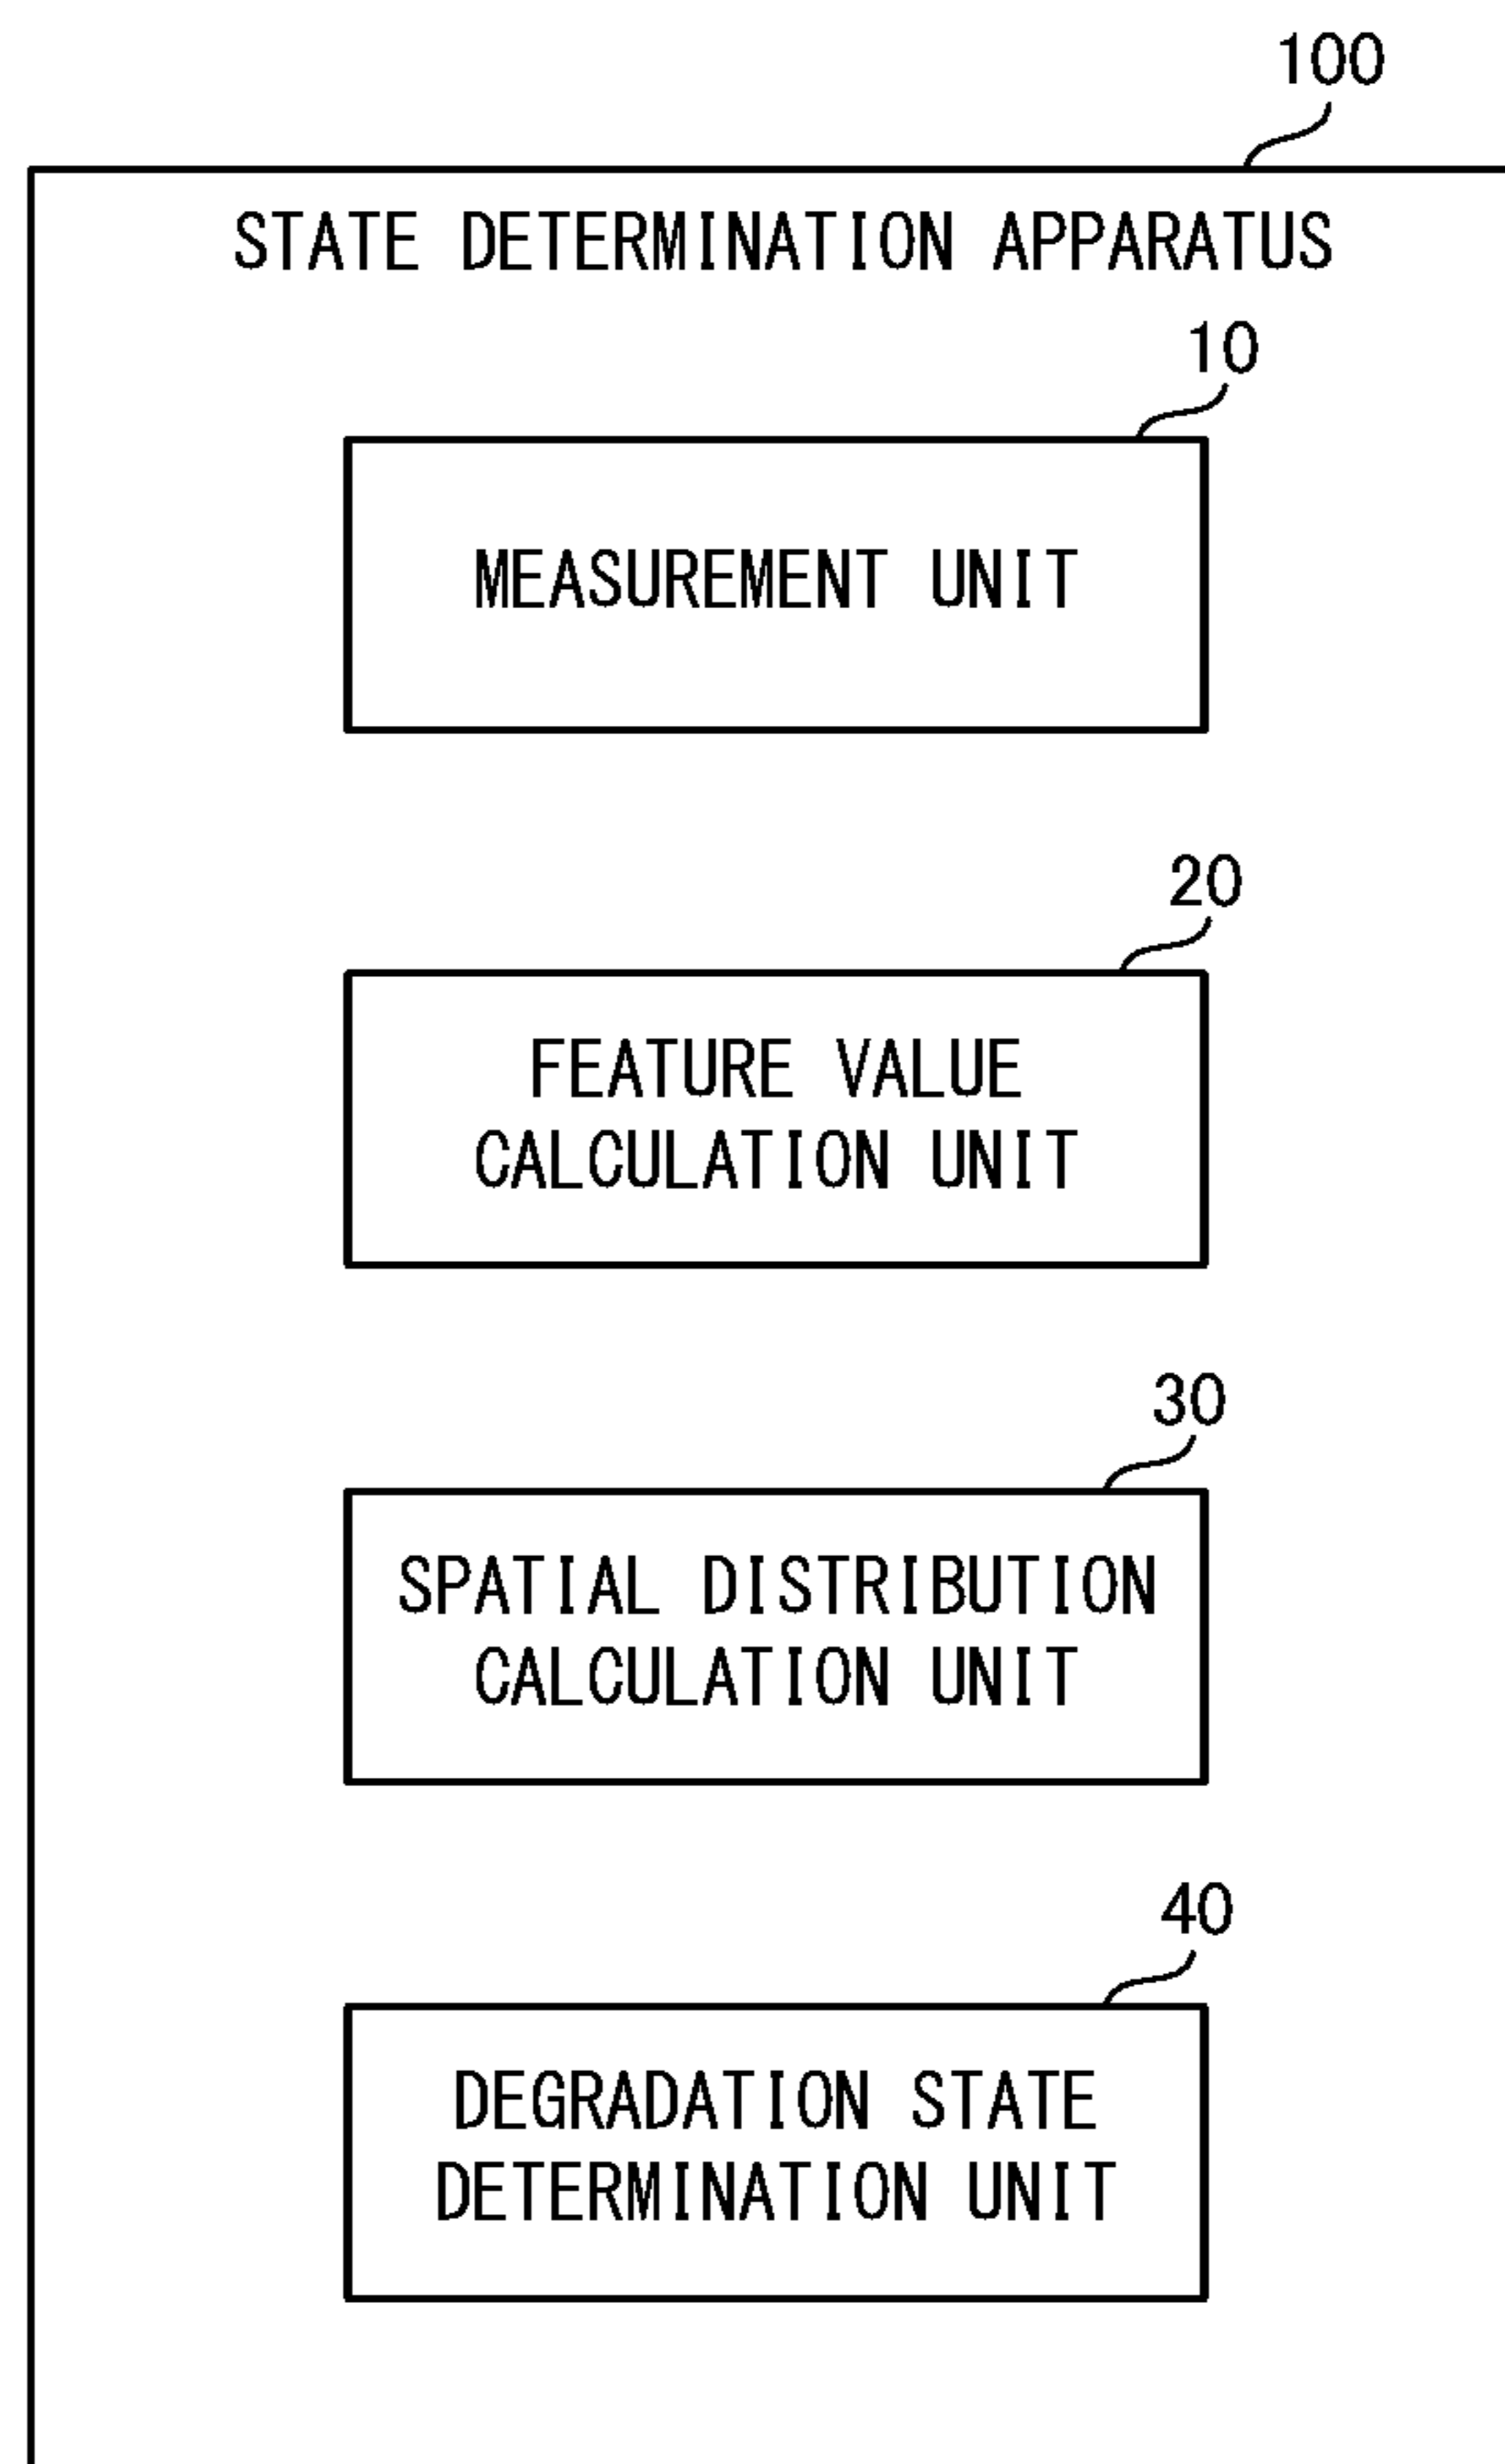 100
STATE DETERMINATION APPARATUS
10
MEASUREMENT UNIT
20
FEATURE VALUE
CALCULATION UNIT
30
SPATIAL DISTRIBUTION
CALCULATION UNIT
40
DEGRADATION STATE
DETERMINATION UNIT